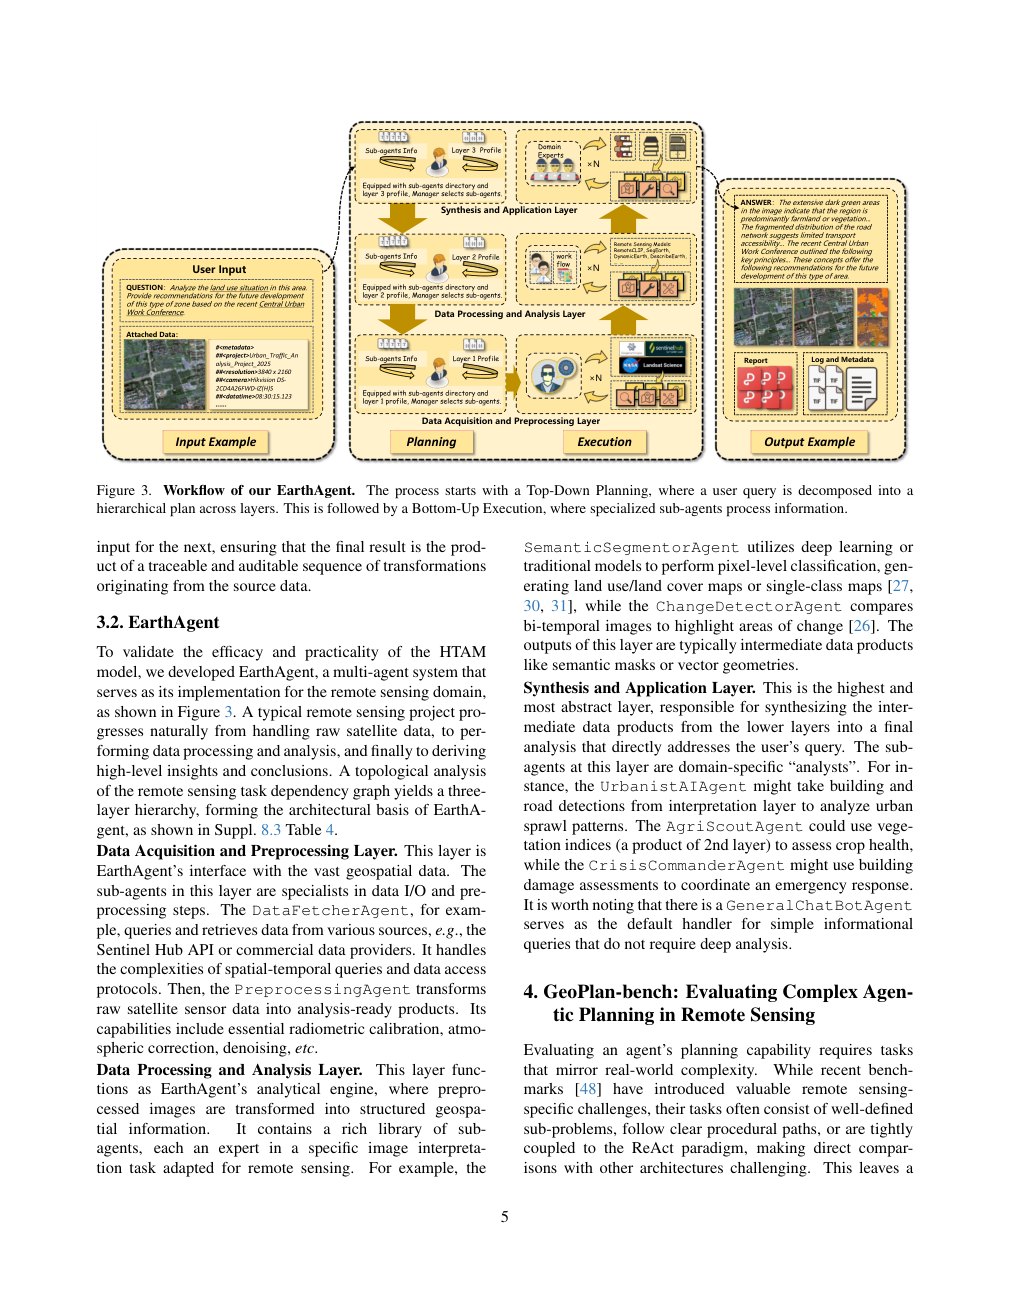 User Input
QUESTION: Analyze the land use situation in this area.
Provide recommendations for the future development
of this type of zone based on the recent Central Urban
Work Conference.
Attached Data:
#<metadata>
##<project>Urban_Traffic_An
alysis_Project_2025
##<resolution>3840 x 2160
##<camera>Hikvision DS-
2CD4A26FWD-IZ(H)S
##<datatime>08:30:15.123
......
Input Example
Sub-agents Info
Layer 3 Profile
Equipped with sub-agents directory and
layer 3 profile, Manager selects sub-agents.
Domain
Experts
×N
Synthesis and Application Layer
Sub-agents Info
Layer 2 Profile
Equipped with sub-agents directory and
layer 2 profile, Manager selects sub-agents.
work
flow
×N
Remote Sensing Models:
RemoteCLIP, SegEarth,
DynamicEarth, DescribeEarth
Data Processing and Analysis Layer
Sub-agents Info
Layer 1 Profile
Equipped with sub-agents directory and
layer 1 profile, Manager selects sub-agents.
×N
sentinelhub
NASA Landsat Science
Data Acquisition and Preprocessing Layer
Planning
Execution
ANSWER: The extensive dark green areas
in the image indicate that the region is
predominantly farmland or vegetation...
The fragmented distribution of the road
network suggests limited transport
accessibility... The recent Central Urban
Work Conference outlined the following
key principles... These concepts offer the
following recommendations for the future
development of this type of area.
Report
Log and Metadata
TIF
TIF
TIF
TIF
Output Example
Figure 3. Workflow of our EarthAgent. The process starts with a Top-Down Planning, where a user query is decomposed into a
hierarchical plan across layers. This is followed by a Bottom-Up Execution, where specialized sub-agents process information.
input for the next, ensuring that the final result is the prod-
uct of a traceable and auditable sequence of transformations
originating from the source data.
3.2. EarthAgent
To validate the efficacy and practicality of the HTAM
model, we developed EarthAgent, a multi-agent system that
serves as its implementation for the remote sensing domain,
as shown in Figure 3. A typical remote sensing project pro-
gresses naturally from handling raw satellite data, to per-
forming data processing and analysis, and finally to deriving
high-level insights and conclusions. A topological analysis
of the remote sensing task dependency graph yields a three-
layer hierarchy, forming the architectural basis of EarthA-
gent, as shown in Suppl. 8.3 Table 4.
Data Acquisition and Preprocessing Layer. This layer is
EarthAgent's interface with the vast geospatial data. The
sub-agents in this layer are specialists in data I/O and pre-
processing steps. The DataFetcherAgent, for exam-
ple, queries and retrieves data from various sources, e.g., the
Sentinel Hub API or commercial data providers. It handles
the complexities of spatial-temporal queries and data access
protocols. Then, the PreprocessingAgent transforms
raw satellite sensor data into analysis-ready products. Its
capabilities include essential radiometric calibration, atmo-
spheric correction, denoising, etc.
Data Processing and Analysis Layer. This layer func-
tions as EarthAgent's analytical engine, where prepro-
cessed images are transformed into structured geospa-
tial information. It contains a rich library of sub-
agents, each an expert in a specific image interpreta-
tion task adapted for remote sensing. For example, the
SemanticSegmentorAgent utilizes deep learning or
traditional models to perform pixel-level classification, gen-
erating land use/land cover maps or single-class maps [27,
30, 31], while the ChangeDetectorAgent compares
bi-temporal images to highlight areas of change [26]. The
outputs of this layer are typically intermediate data products
like semantic masks or vector geometries.
Synthesis and Application Layer. This is the highest and
most abstract layer, responsible for synthesizing the inter-
mediate data products from the lower layers into a final
analysis that directly addresses the user's query. The sub-
agents at this layer are domain-specific “analysts”. For in-
stance, the UrbanistAIAgent might take building and
road detections from interpretation layer to analyze urban
sprawl patterns. The AgriScoutAgent could use vege-
tation indices (a product of 2nd layer) to assess crop health,
while the CrisisCommanderAgent might use building
damage assessments to coordinate an emergency response.
It is worth noting that there is a GeneralChatBotAgent
serves as the default handler for simple informational
queries that do not require deep analysis.
4. GeoPlan-bench: Evaluating Complex Agen-
tic Planning in Remote Sensing
Evaluating an agent's planning capability requires tasks
that mirror real-world complexity. While recent bench-
marks [48] have introduced valuable remote sensing-
specific challenges, their tasks often consist of well-defined
sub-problems, follow clear procedural paths, or are tightly
coupled to the ReAct paradigm, making direct compar-
isons with other architectures challenging. This leaves a
5